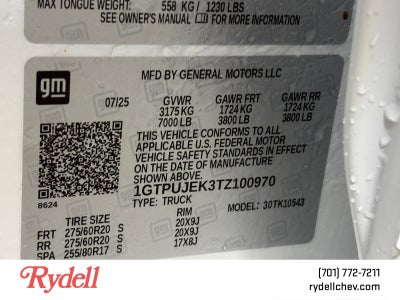 MAX TONGUE WEIGHT: 558 KG / 1230 LBS
SEE OWNER'S MANUAL FOR MORE INFORMATION
gm
MFD BY GENERAL MOTORS LLC
07/25 GVWR GAWR FRT GAWR RR
3175 KG 1724 KG 1724 KG
7000 LB 3800 LB 3800 LB
THIS VEHICLE CONFORMS TO ALL
APPLICABLE U.S. FEDERAL MOTOR
VEHICLE SAFETY STANDARDS IN EFFECT ON
THE DATE OF MANUFACTURE SHOWN ABOVE.
1GTPUJEK3TZ100970
8624
TYPE: TRUCK MODEL: 30TK10543
TIRE SIZE RIM
FRT 275/60R20 S 20X9J
RR 275/60R20 S 20X9J
SPA 255/80R17 S 17X8J
Rydell
(701) 772-7211
rydellchev.com